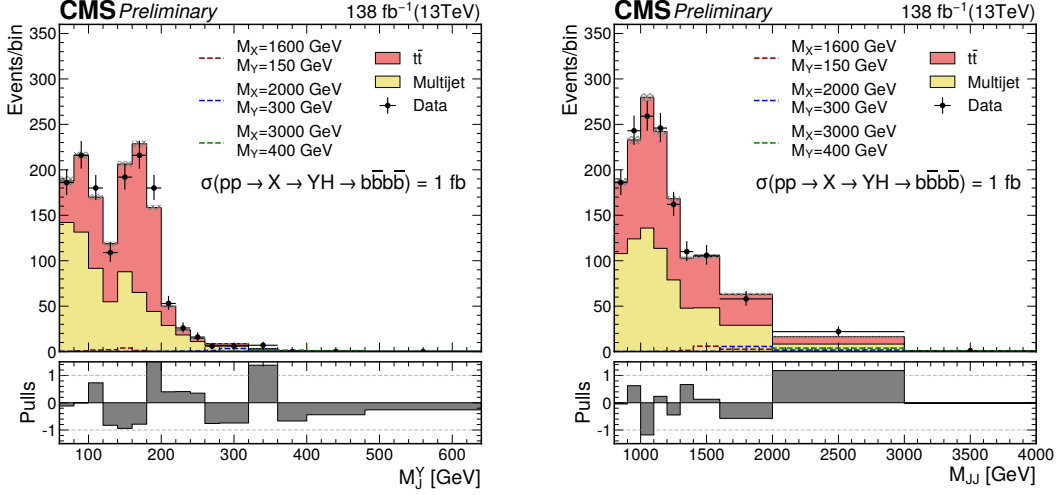 CMS Preliminary 138 fb⁻¹(13TeV)
Events/bin
350
300
250
200
150
100
50
0
M_X=1600 GeV
M_Y=150 GeV
M_X=2000 GeV
M_Y=300 GeV
M_X=3000 GeV
M_Y=400 GeV
tt̄
Multijet
Data
σ(pp → X → YH → bb̄bb̄) = 1 fb
Pulls
1
0
-1
100 200 300 400 500 600
M_J^Y [GeV]
CMS Preliminary 138 fb⁻¹(13TeV)
Events/bin
350
300
250
200
150
100
50
0
M_X=1600 GeV
M_Y=150 GeV
M_X=2000 GeV
M_Y=300 GeV
M_X=3000 GeV
M_Y=400 GeV
tt̄
Multijet
Data
σ(pp → X → YH → bb̄bb̄) = 1 fb
Pulls
1
0
-1
1000 1500 2000 2500 3000 3500 4000
M_JJ [GeV]